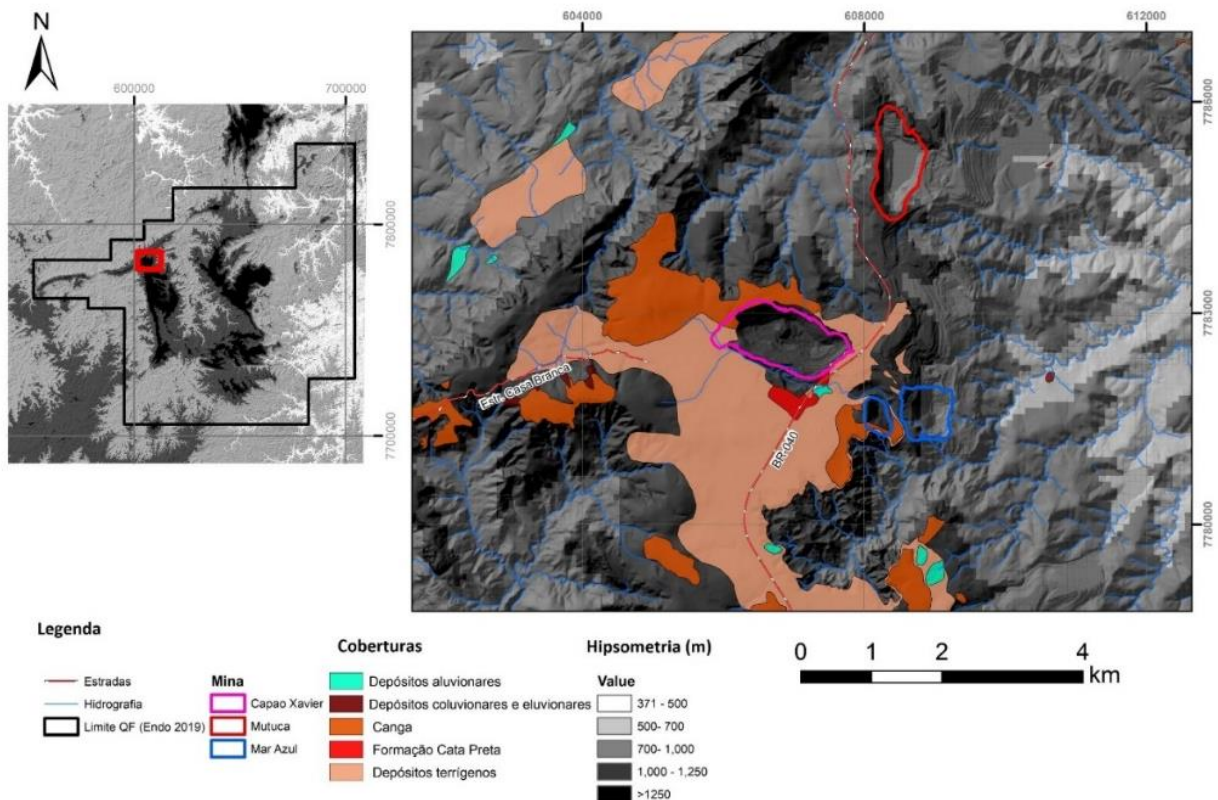 N
600000
700000
7800000
7700000
604000
608000
612000
7786000
7783000
7780000
Estr. Casa Branca
BR-040
Legenda
Estradas
Hidrografia
Limite QF (Endo 2019)
Mina
Capao Xavier
Mutuca
Mar Azul
Coberturas
Depósitos aluvionares
Depósitos coluvionares e eluvionares
Canga
Formação Cata Preta
Depósitos terrígenos
Hipsometria (m)
Value
371 - 500
500- 700
700- 1,000
1,000 - 1,250
>1250
0 1 2 4
km